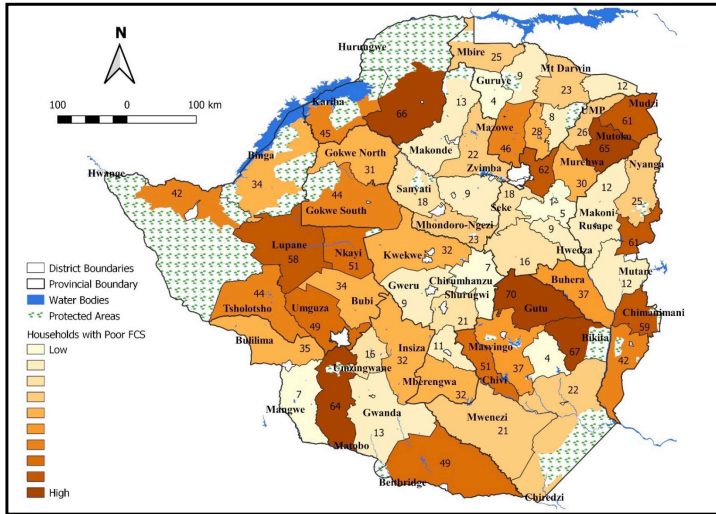 N
100 0 100 km
Hurungwe
Mbire
25
Guruye
9
Mt Darwin
23
12
Kariba
66
13
4
8
UMP
Mudzi
61
45
Mazowe
46
28
26
Mutoko
65
Binga
Gokwe North
Makonde
22
Zvimba
62
Murehwa
30
Nyanga
Hwange
42
34
31
44
Sanyati
18
9
18
Seke
5
12
25
Gokwe South
Makoni
Rusape
Mhondoro-Ngezi
23
9
61
Lupane
58
Nkayi
51
Kwekwe
32
16
Hwedza
Mutare
12
7
Chirumhanzu
44
34
Gweru
Shurugwi
70
Buhera
37
Tsholotsho
Umguza
Bubi
9
21
Gutu
Chimanimani
59
49
Bulilima
35
16
Insiza
32
11
Masvingo
Bikita
67
42
Umzingwane
51
37
4
Mberengwa
Chivi
7
64
32
22
Mangwe
Gwanda
Mwenezi
21
Matobo
13
49
Beitbridge
Chiredzi
District Boundaries
Provincial Boundary
Water Bodies
Protected Areas
Households with Poor FCS
Low
High